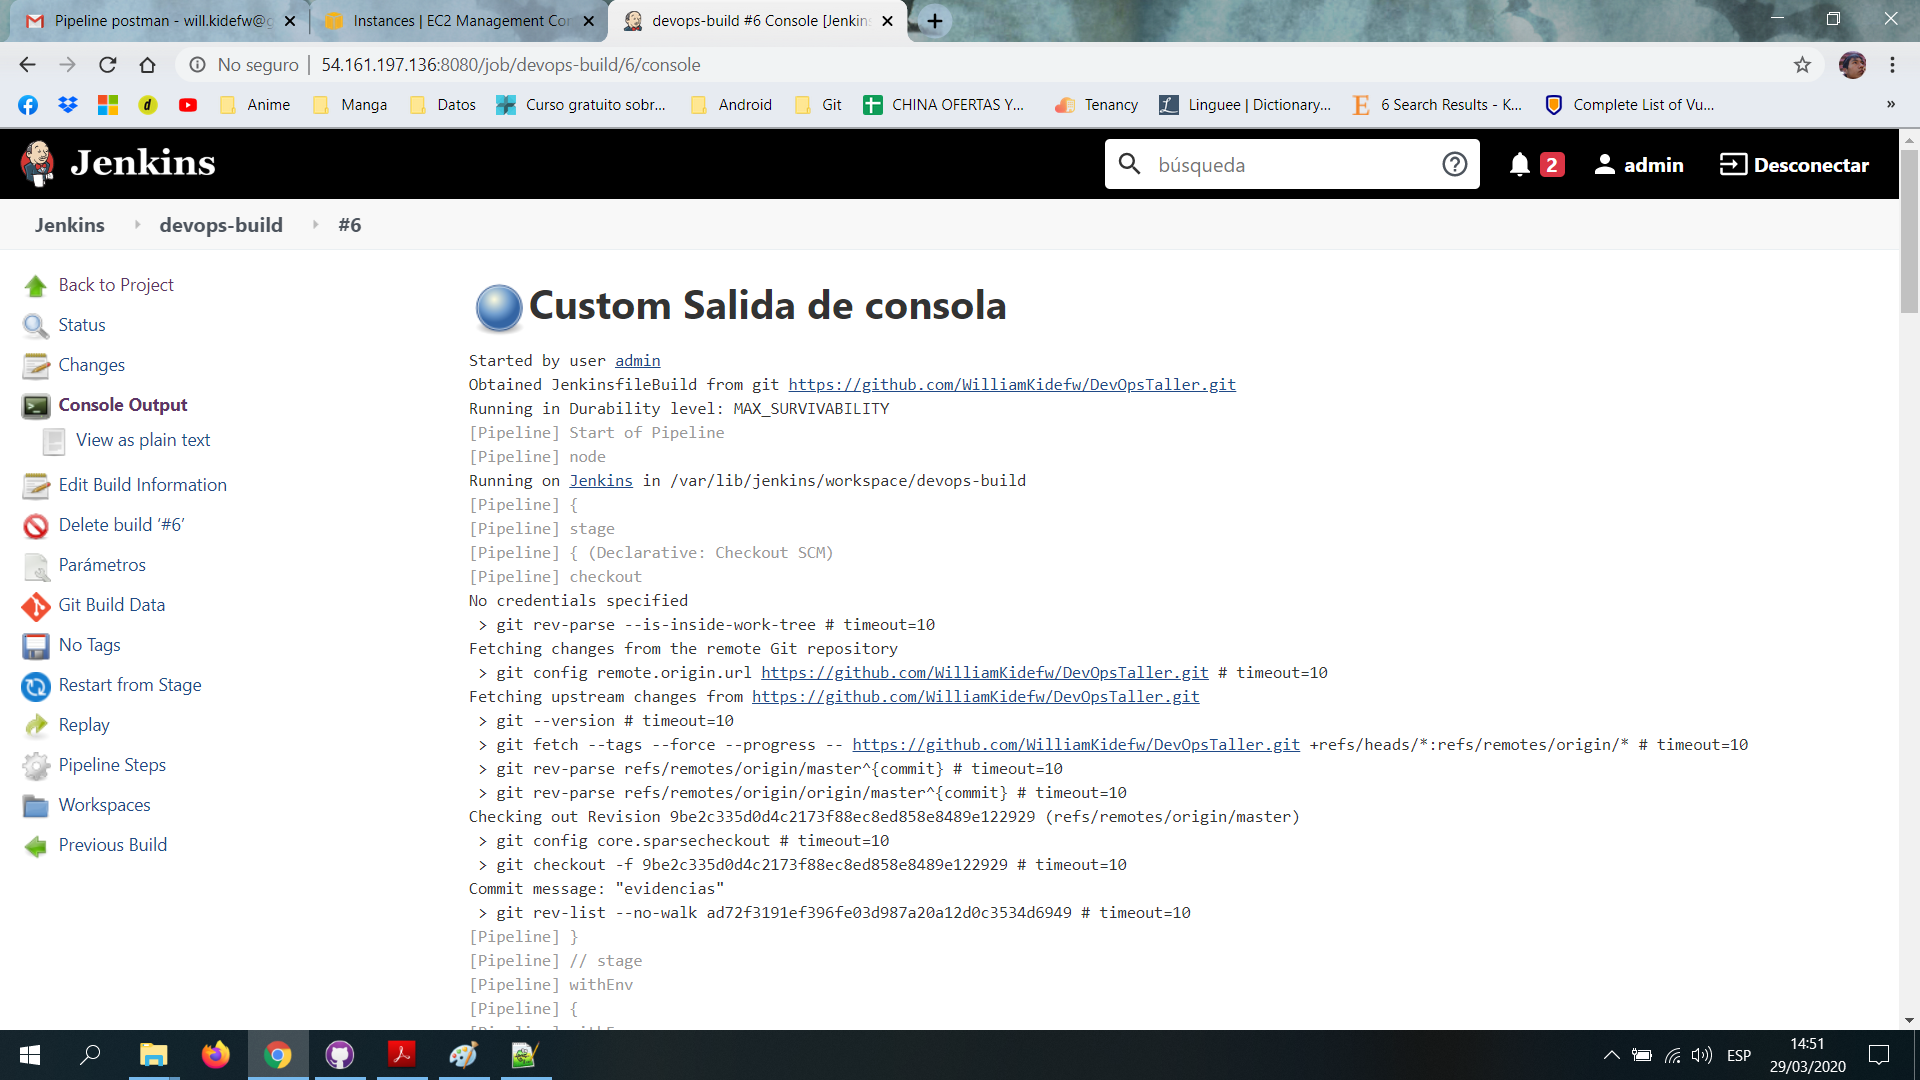 Pipeline postman - will.kidefw@g
Instances | EC2 Management Con
devops-build #6 Console [Jenkins
No seguro | 54.161.197.136:8080/job/devops-build/6/console
Anime Manga Datos Curso gratuito sobr... Android Git CHINA OFERTAS Y... Tenancy Linguee | Dictionary... 6 Search Results - K... Complete List of Vu... »
Jenkins búsqueda 2 admin Desconectar
Jenkins devops-build #6
Back to Project
Status
Changes
Console Output
View as plain text
Edit Build Information
Delete build ‘#6’
Parámetros
Git Build Data
No Tags
Restart from Stage
Replay
Pipeline Steps
Workspaces
Previous Build
Custom Salida de consola
Started by user admin
Obtained JenkinsfileBuild from git https://github.com/WilliamKidefw/DevOpsTaller.git
Running in Durability level: MAX_SURVIVABILITY
[Pipeline] Start of Pipeline
[Pipeline] node
Running on Jenkins in /var/lib/jenkins/workspace/devops-build
[Pipeline] {
[Pipeline] stage
[Pipeline] { (Declarative: Checkout SCM)
[Pipeline] checkout
No credentials specified
> git rev-parse --is-inside-work-tree # timeout=10
Fetching changes from the remote Git repository
> git config remote.origin.url https://github.com/WilliamKidefw/DevOpsTaller.git # timeout=10
Fetching upstream changes from https://github.com/WilliamKidefw/DevOpsTaller.git
> git --version # timeout=10
> git fetch --tags --force --progress -- https://github.com/WilliamKidefw/DevOpsTaller.git +refs/heads/*:refs/remotes/origin/* # timeout=10
> git rev-parse refs/remotes/origin/master^{commit} # timeout=10
> git rev-parse refs/remotes/origin/origin/master^{commit} # timeout=10
Checking out Revision 9be2c335d0d4c2173f88ec8ed858e8489e122929 (refs/remotes/origin/master)
> git config core.sparsecheckout # timeout=10
> git checkout -f 9be2c335d0d4c2173f88ec8ed858e8489e122929 # timeout=10
Commit message: "evidencias"
> git rev-list --no-walk ad72f3191ef396fe03d987a20a12d0c3534d6949 # timeout=10
[Pipeline] }
[Pipeline] // stage
[Pipeline] withEnv
[Pipeline] {
ESP
14:51
29/03/2020